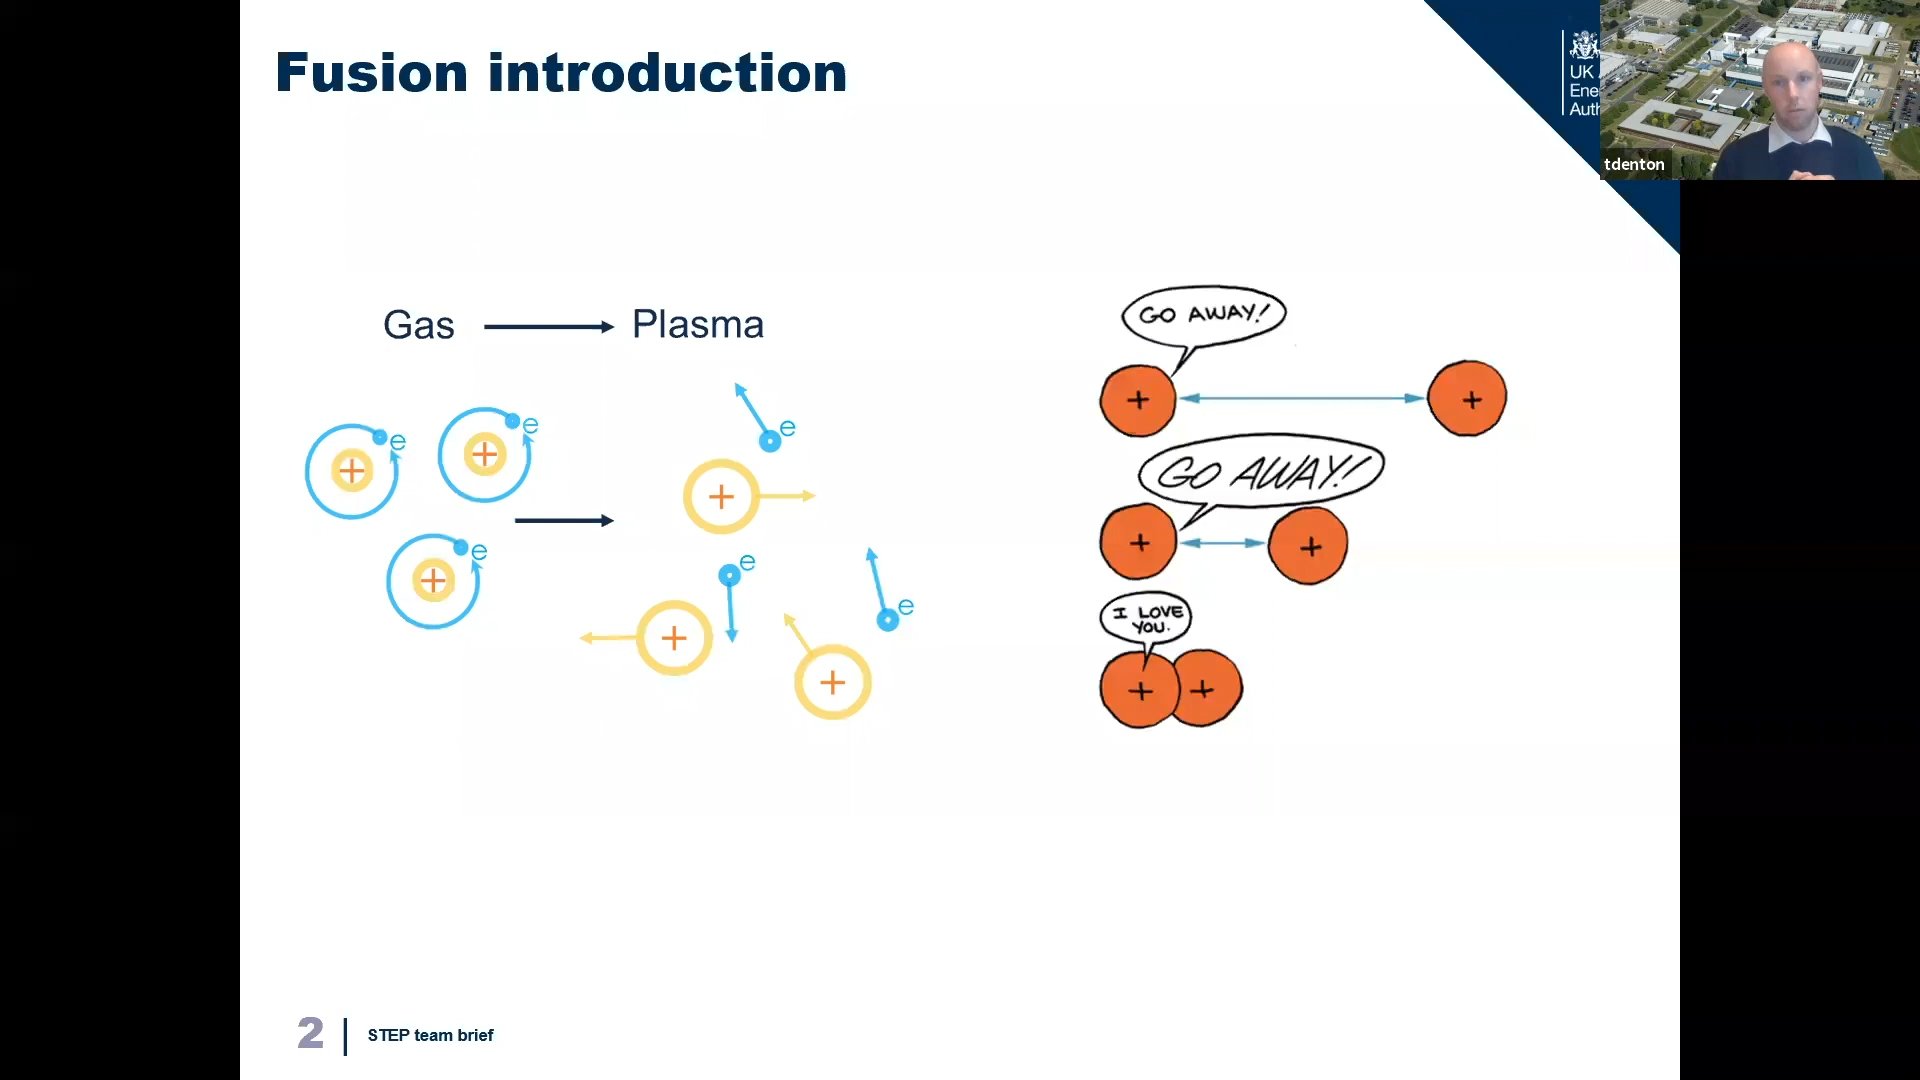 Fusion introduction
UK
Ene
Auth
tdenton
Gas
Plasma
e
e
e
+
+
+
e
+
e
e
+
+
GO AWAY!
+
+
GO AWAY!
+
+
I LOVE
YOU.
+
+
2
STEP team brief